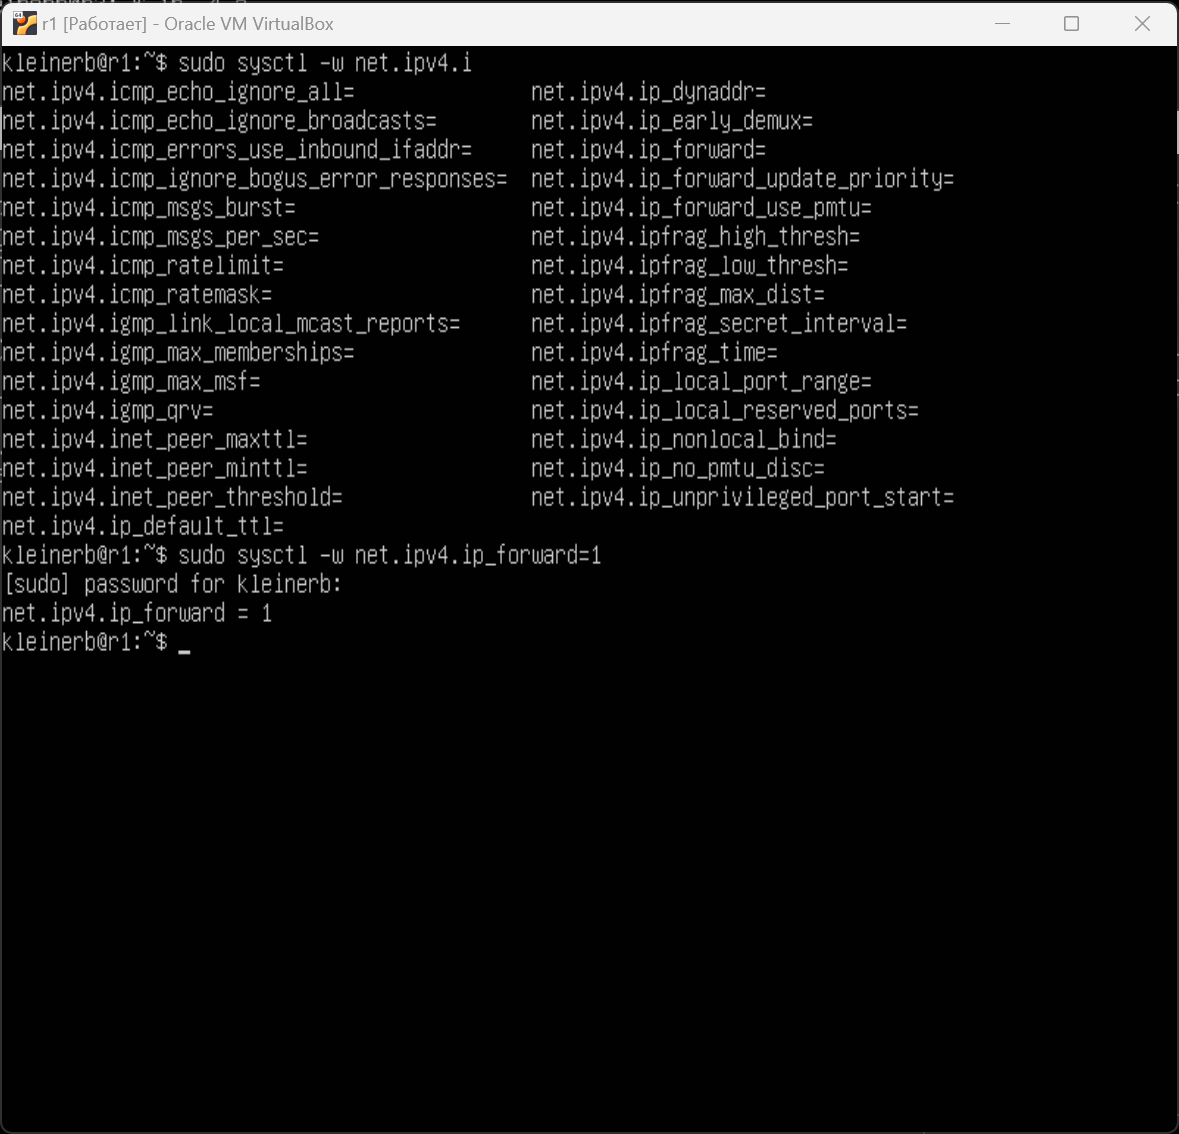 r1 [Работает] - Oracle VM VirtualBox
kleinerb@r1:~$ sudo sysctl -w net.ipv4.i
net.ipv4.icmp_echo_ignore_all= net.ipv4.ip_dynaddr=
net.ipv4.icmp_echo_ignore_broadcasts= net.ipv4.ip_early_demux=
net.ipv4.icmp_errors_use_inbound_ifaddr= net.ipv4.ip_forward=
net.ipv4.icmp_ignore_bogus_error_responses= net.ipv4.ip_forward_update_priority=
net.ipv4.icmp_msgs_burst= net.ipv4.ip_forward_use_pmtu=
net.ipv4.icmp_msgs_per_sec= net.ipv4.ipfrag_high_thresh=
net.ipv4.icmp_ratelimit= net.ipv4.ipfrag_low_thresh=
net.ipv4.icmp_ratemask= net.ipv4.ipfrag_max_dist=
net.ipv4.igmp_link_local_mcast_reports= net.ipv4.ipfrag_secret_interval=
net.ipv4.igmp_max_memberships= net.ipv4.ipfrag_time=
net.ipv4.igmp_max_msf= net.ipv4.ip_local_port_range=
net.ipv4.igmp_qrv= net.ipv4.ip_local_reserved_ports=
net.ipv4.inet_peer_maxttl= net.ipv4.ip_nonlocal_bind=
net.ipv4.inet_peer_minttl= net.ipv4.ip_no_pmtu_disc=
net.ipv4.inet_peer_threshold= net.ipv4.ip_unprivileged_port_start=
net.ipv4.ip_default_ttl=
kleinerb@r1:~$ sudo sysctl -w net.ipv4.ip_forward=1
[sudo] password for kleinerb:
net.ipv4.ip_forward = 1
kleinerb@r1:~$ _